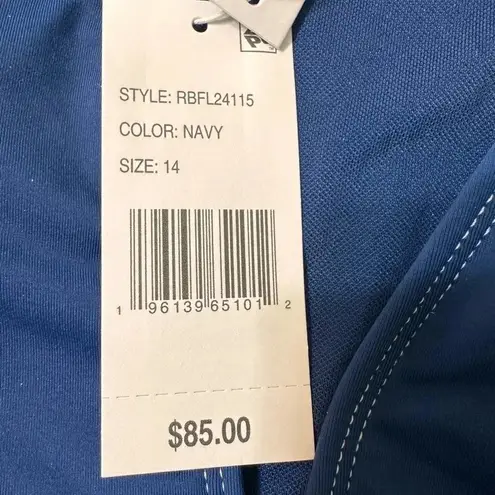 STYLE: RBFL24115
COLOR: NAVY
SIZE: 14
1 96139 65101 2
$85.00